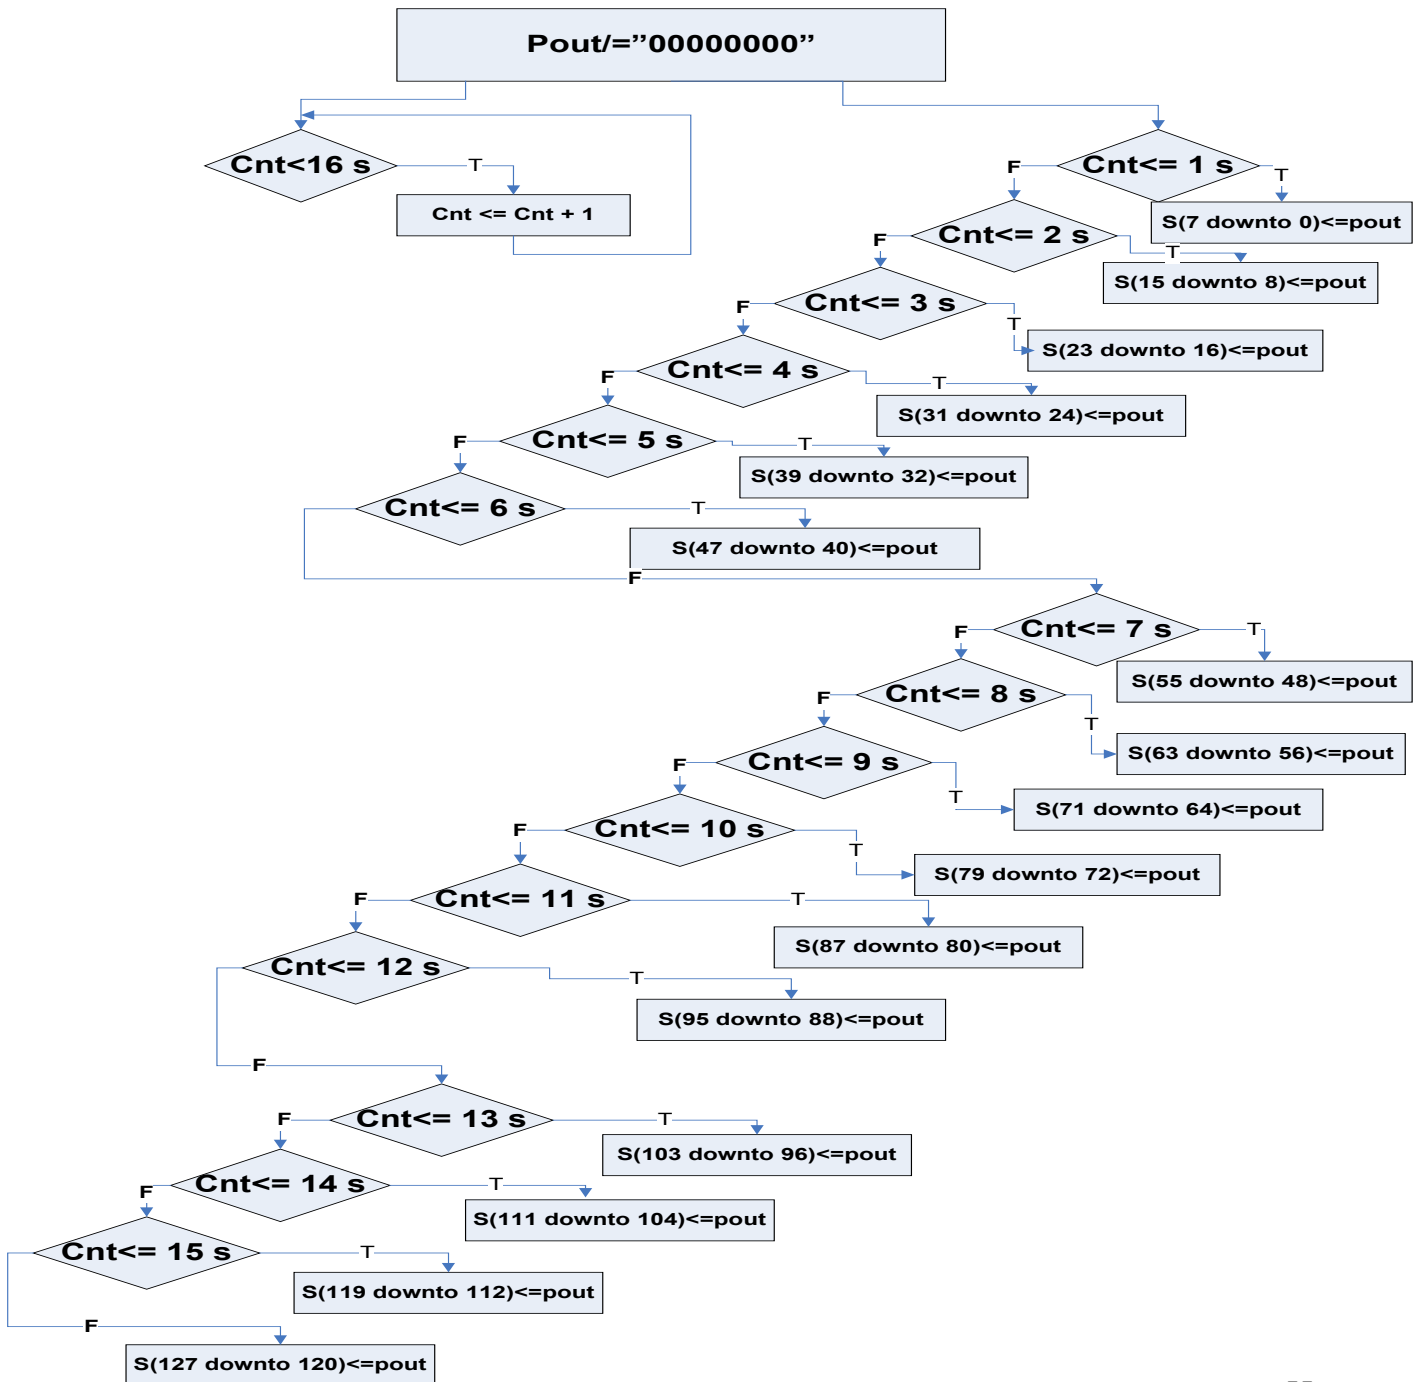 Pout/=”00000000”
Cnt<16 s
T
Cnt <= Cnt + 1
Cnt<= 1 s
F
T
S(7 downto 0)<=pout
Cnt<= 2 s
F
T
S(15 downto 8)<=pout
Cnt<= 3 s
F
T
S(23 downto 16)<=pout
Cnt<= 4 s
F
T
S(31 downto 24)<=pout
Cnt<= 5 s
F
T
S(39 downto 32)<=pout
Cnt<= 6 s
T
S(47 downto 40)<=pout
F
Cnt<= 7 s
F
T
S(55 downto 48)<=pout
Cnt<= 8 s
F
T
S(63 downto 56)<=pout
Cnt<= 9 s
F
T
S(71 downto 64)<=pout
Cnt<= 10 s
F
T
S(79 downto 72)<=pout
Cnt<= 11 s
F
T
S(87 downto 80)<=pout
Cnt<= 12 s
T
S(95 downto 88)<=pout
F
Cnt<= 13 s
F
T
S(103 downto 96)<=pout
Cnt<= 14 s
F
T
S(111 downto 104)<=pout
Cnt<= 15 s
T
S(119 downto 112)<=pout
F
S(127 downto 120)<=pout